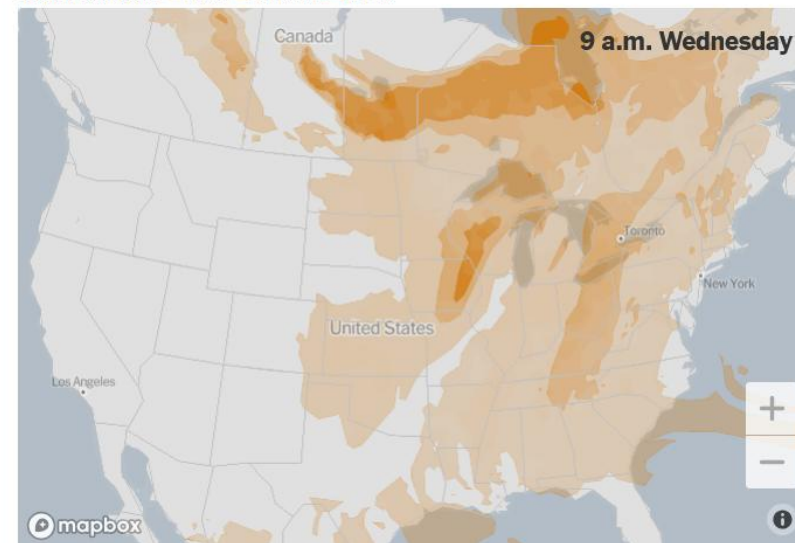 Canada
9 a.m. Wednesday
Toronto
New York
United States
Los Angeles
+
−
mapbox
i